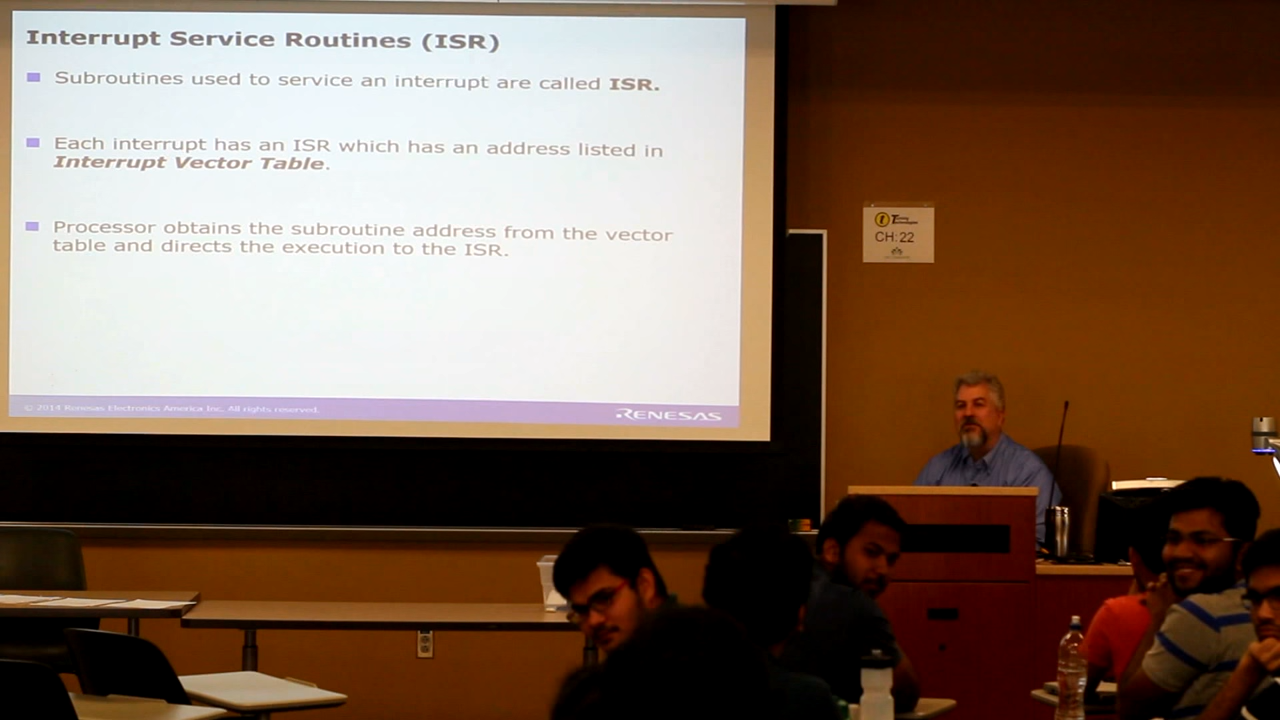 Interrupt Service Routines (ISR)
Subroutines used to service an interrupt are called ISR.
Each interrupt has an ISR which has an address listed in
Interrupt Vector Table.
Processor obtains the subroutine address from the vector
table and directs the execution to the ISR.
© 2014 Renesas Electronics America Inc. All rights reserved.
RENESAS
CH:22